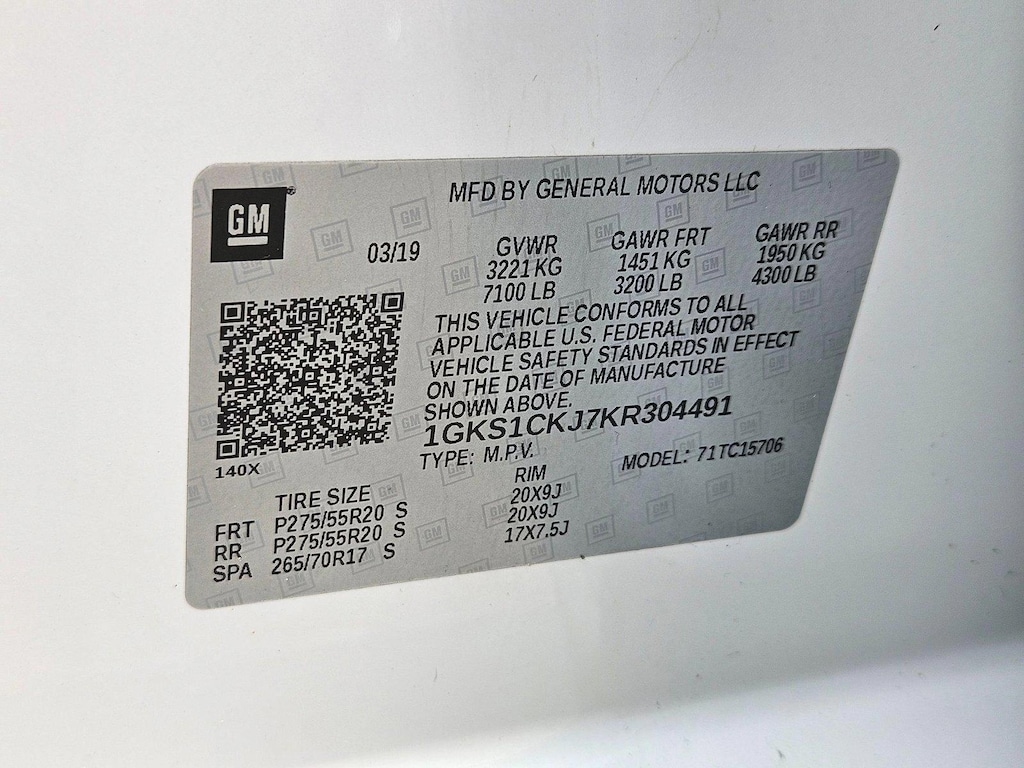 GM
MFD BY GENERAL MOTORS LLC
03/19 GVWR GAWR FRT GAWR RR
3221 KG 1451 KG 1950 KG
7100 LB 3200 LB 4300 LB
THIS VEHICLE CONFORMS TO ALL
APPLICABLE U.S. FEDERAL MOTOR
VEHICLE SAFETY STANDARDS IN EFFECT
ON THE DATE OF MANUFACTURE
SHOWN ABOVE.
1GKS1CKJ7KR304491
140X
TYPE: M.P.V. MODEL: 71TC15706
TIRE SIZE RIM
FRT P275/55R20 S 20X9J
RR P275/55R20 S 20X9J
SPA 265/70R17 S 17X7.5J